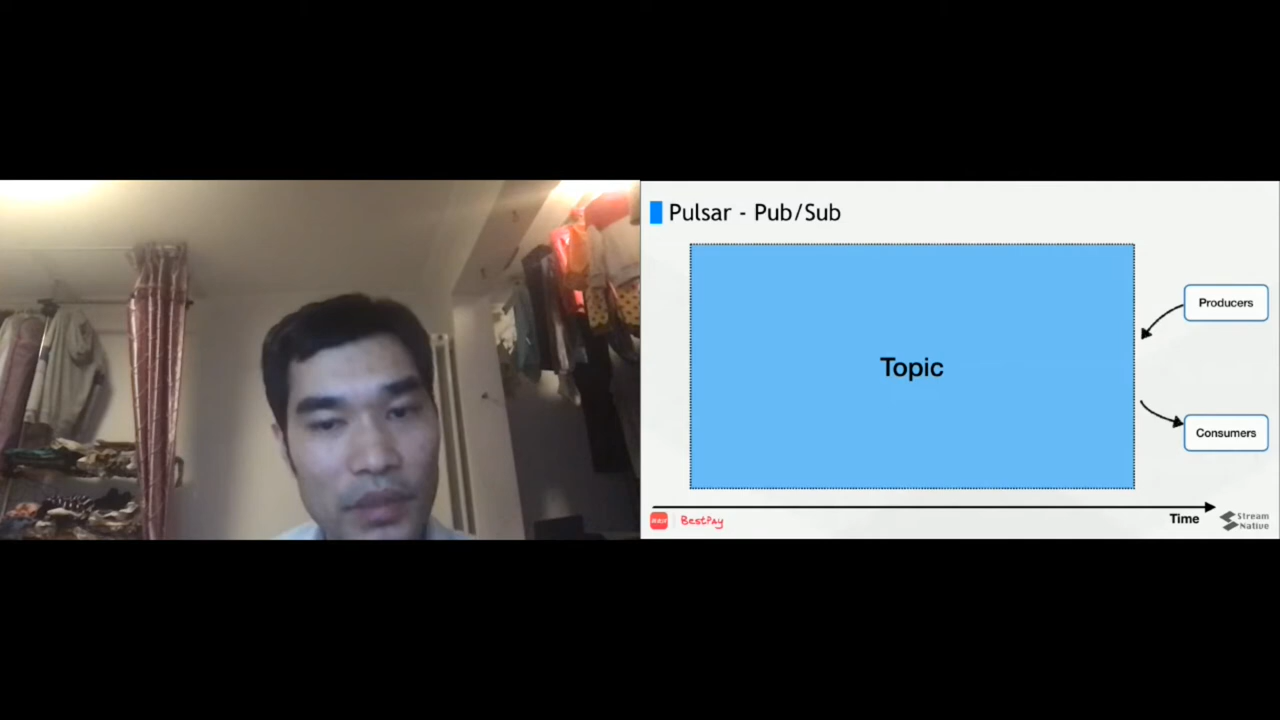 Pulsar - Pub/Sub
Topic
Producers
Consumers
Time
BestPay
Stream
Native